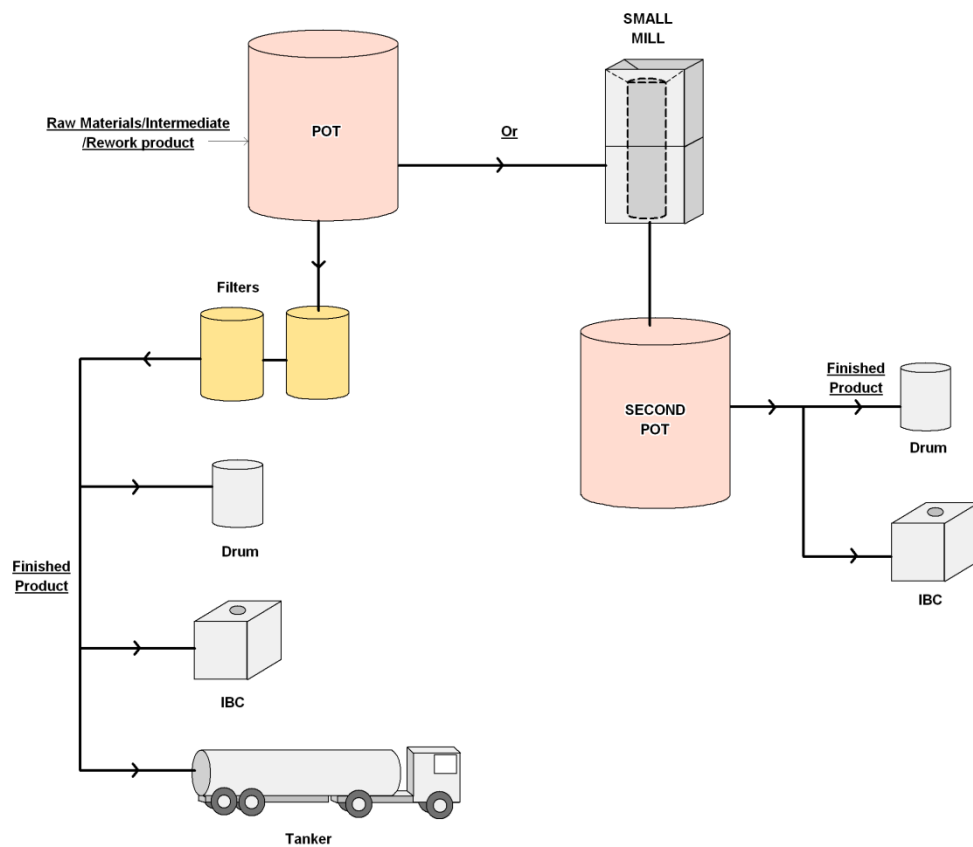 SMALL
MILL
Raw Materials/Intermediate
/Rework product
POT
Or
Filters
Finished
Product
SECOND
POT
Drum
Drum
Finished
Product
IBC
IBC
Tanker